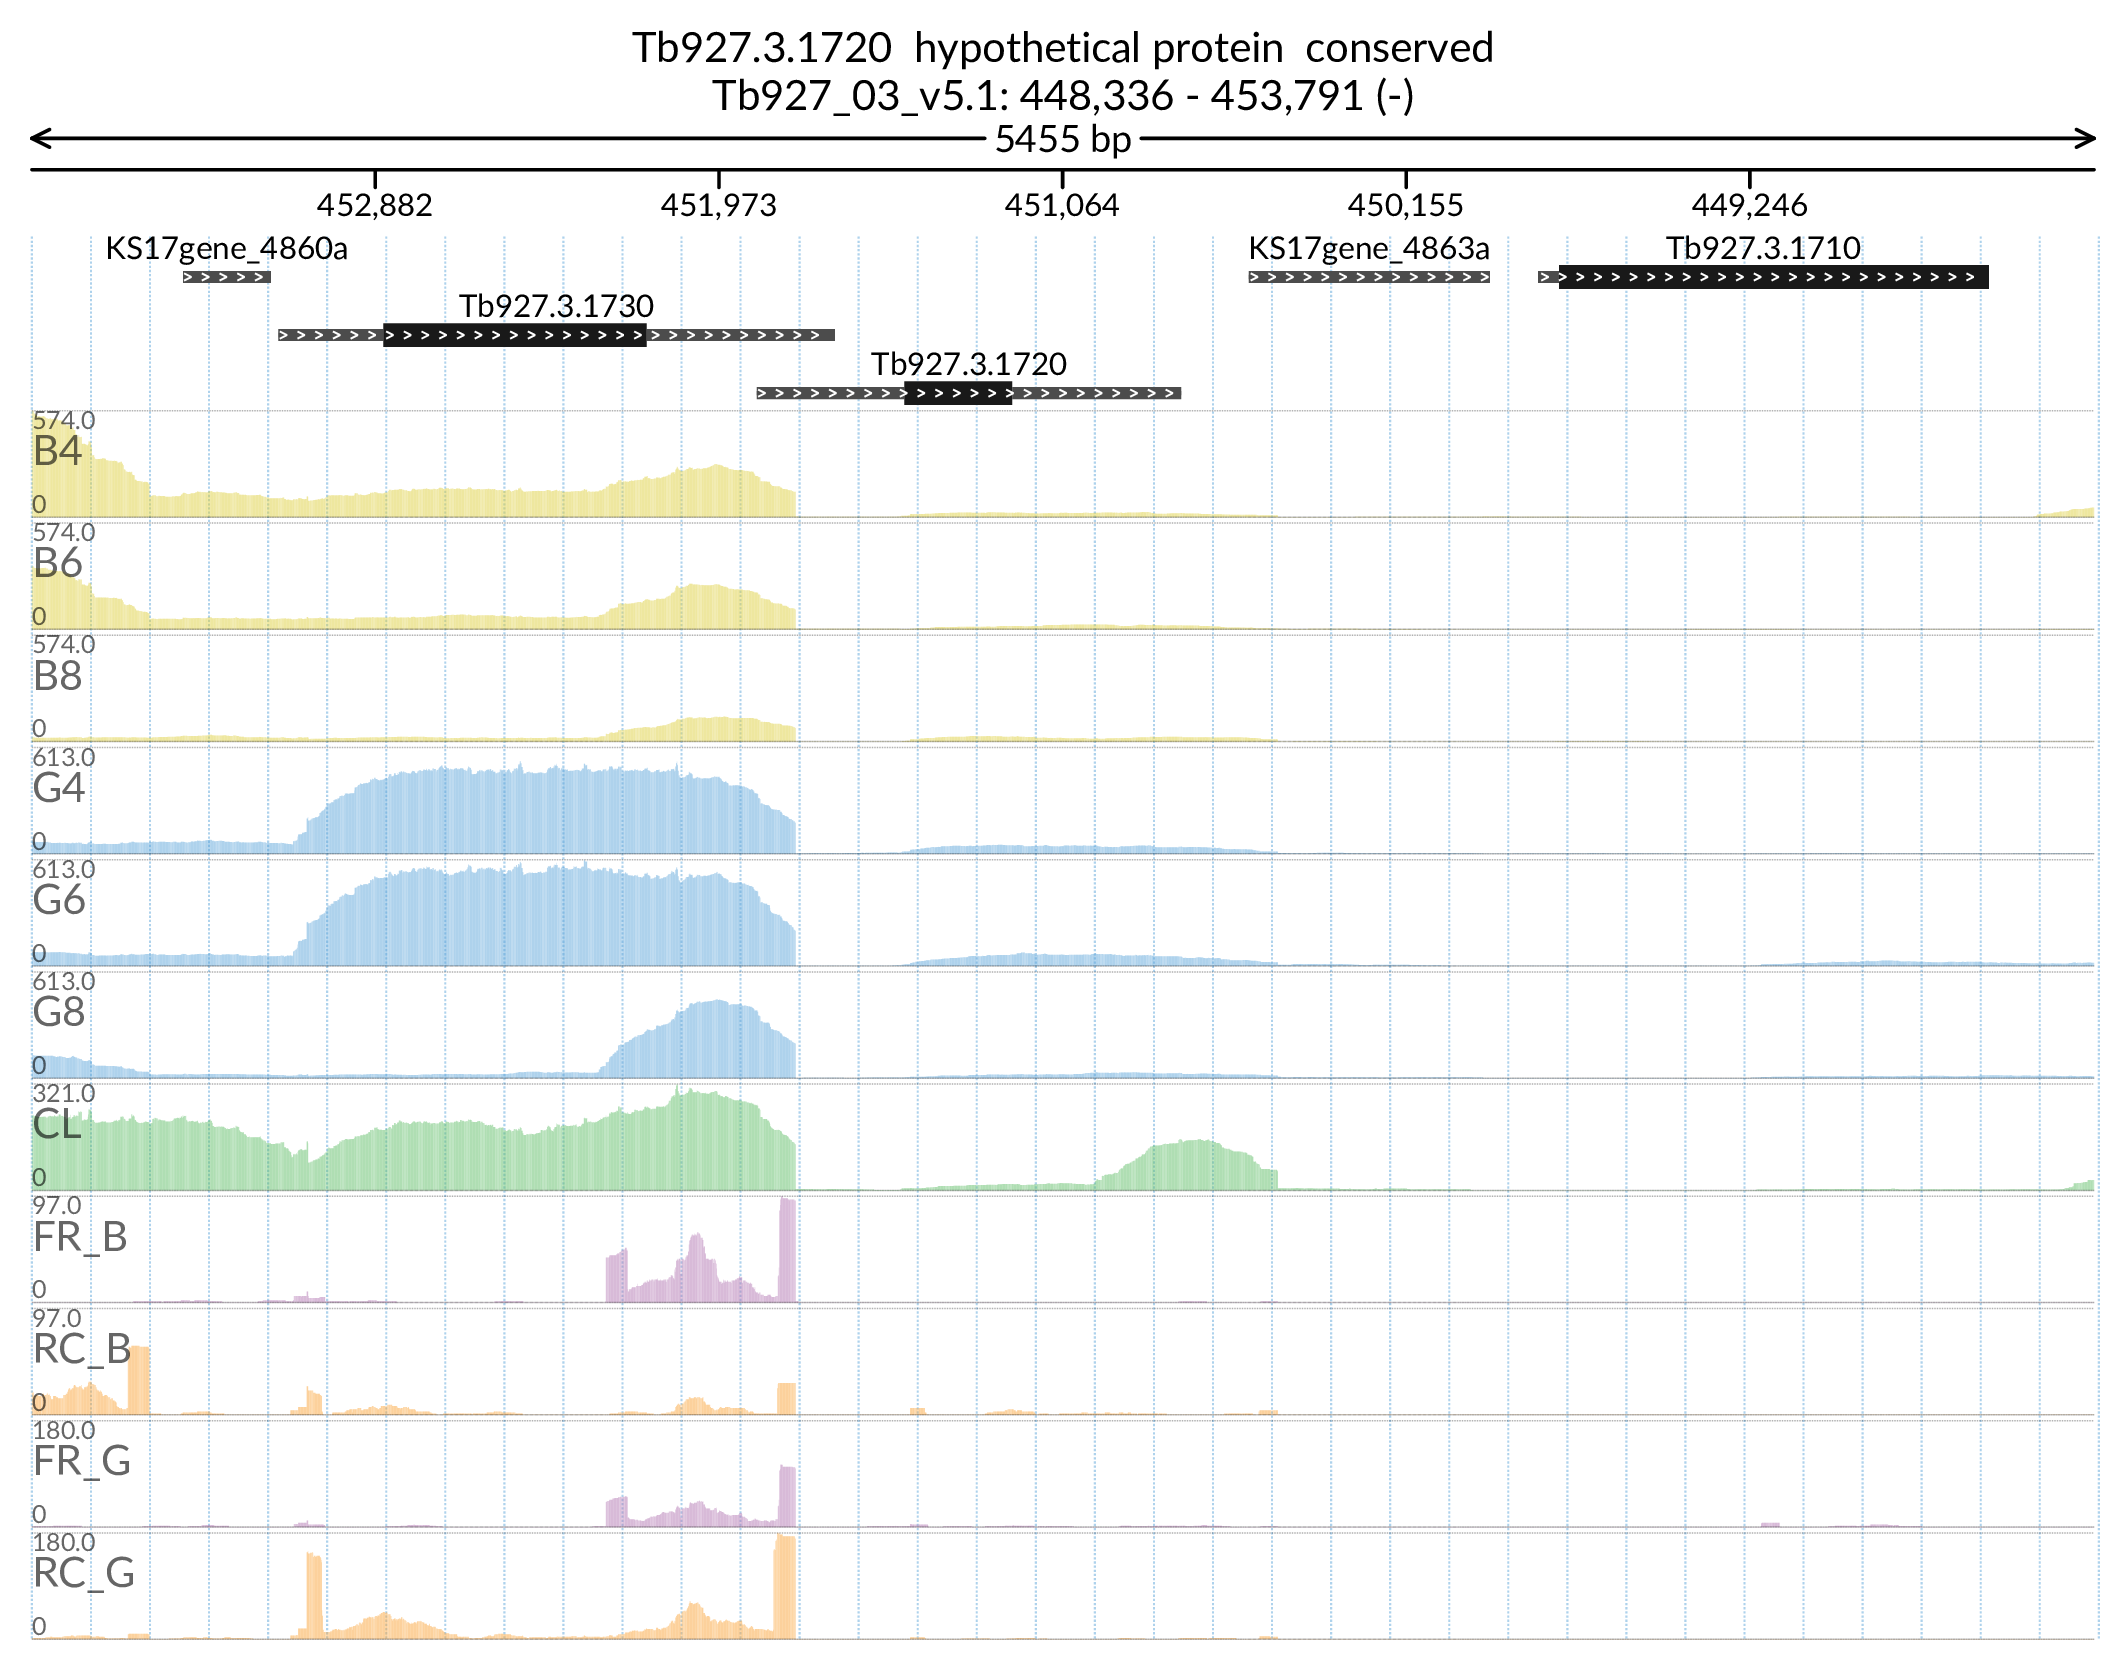 Tb927.3.1720 hypothetical protein conserved
Tb927_03_v5.1: 448,336 - 453,791 (-)
5455 bp
452,882 451,973 451,064 450,155 449,246
KS17gene_4860a KS17gene_4863a Tb927.3.1710
Tb927.3.1730
Tb927.3.1720
574.0
B4
0
574.0
B6
0
574.0
B8
0
613.0
G4
0
613.0
G6
0
613.0
G8
0
321.0
CL
0
97.0
FR_B
0
97.0
RC_B
0
180.0
FR_G
0
180.0
RC_G
0